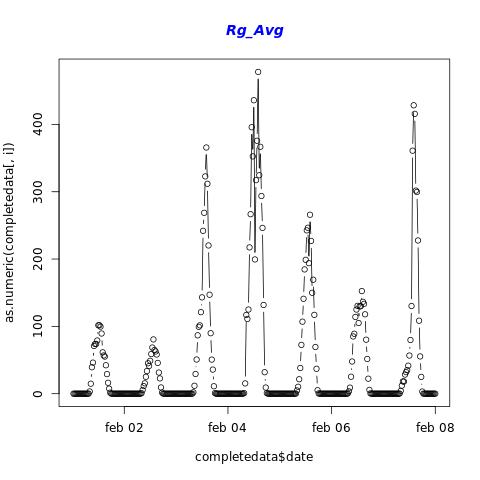 Rg_Avg
as.numeric(completedata[, i])
400
300
200
100
0
feb 02
feb 04
feb 06
feb 08
completedata$date